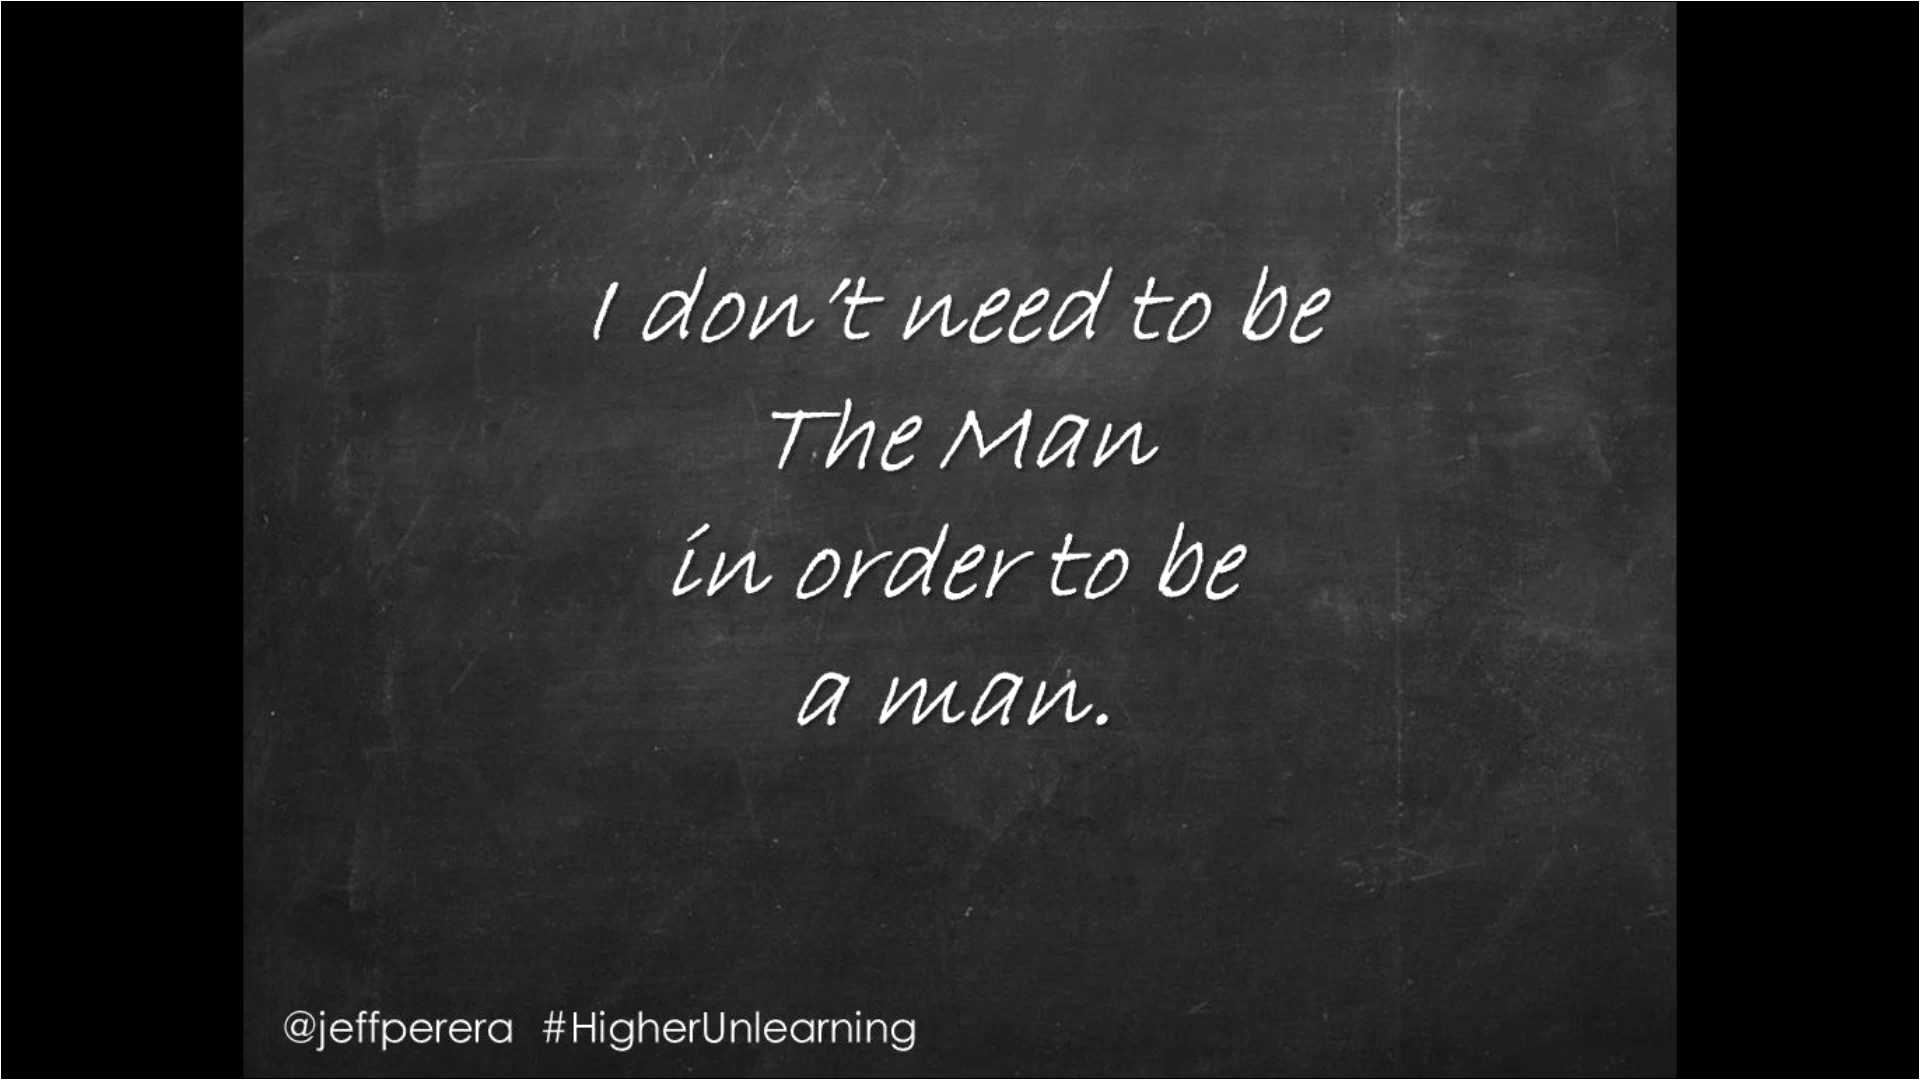 I don't need to be
The Man
in order to be
a man.
@jeffperera #HigherUnlearning